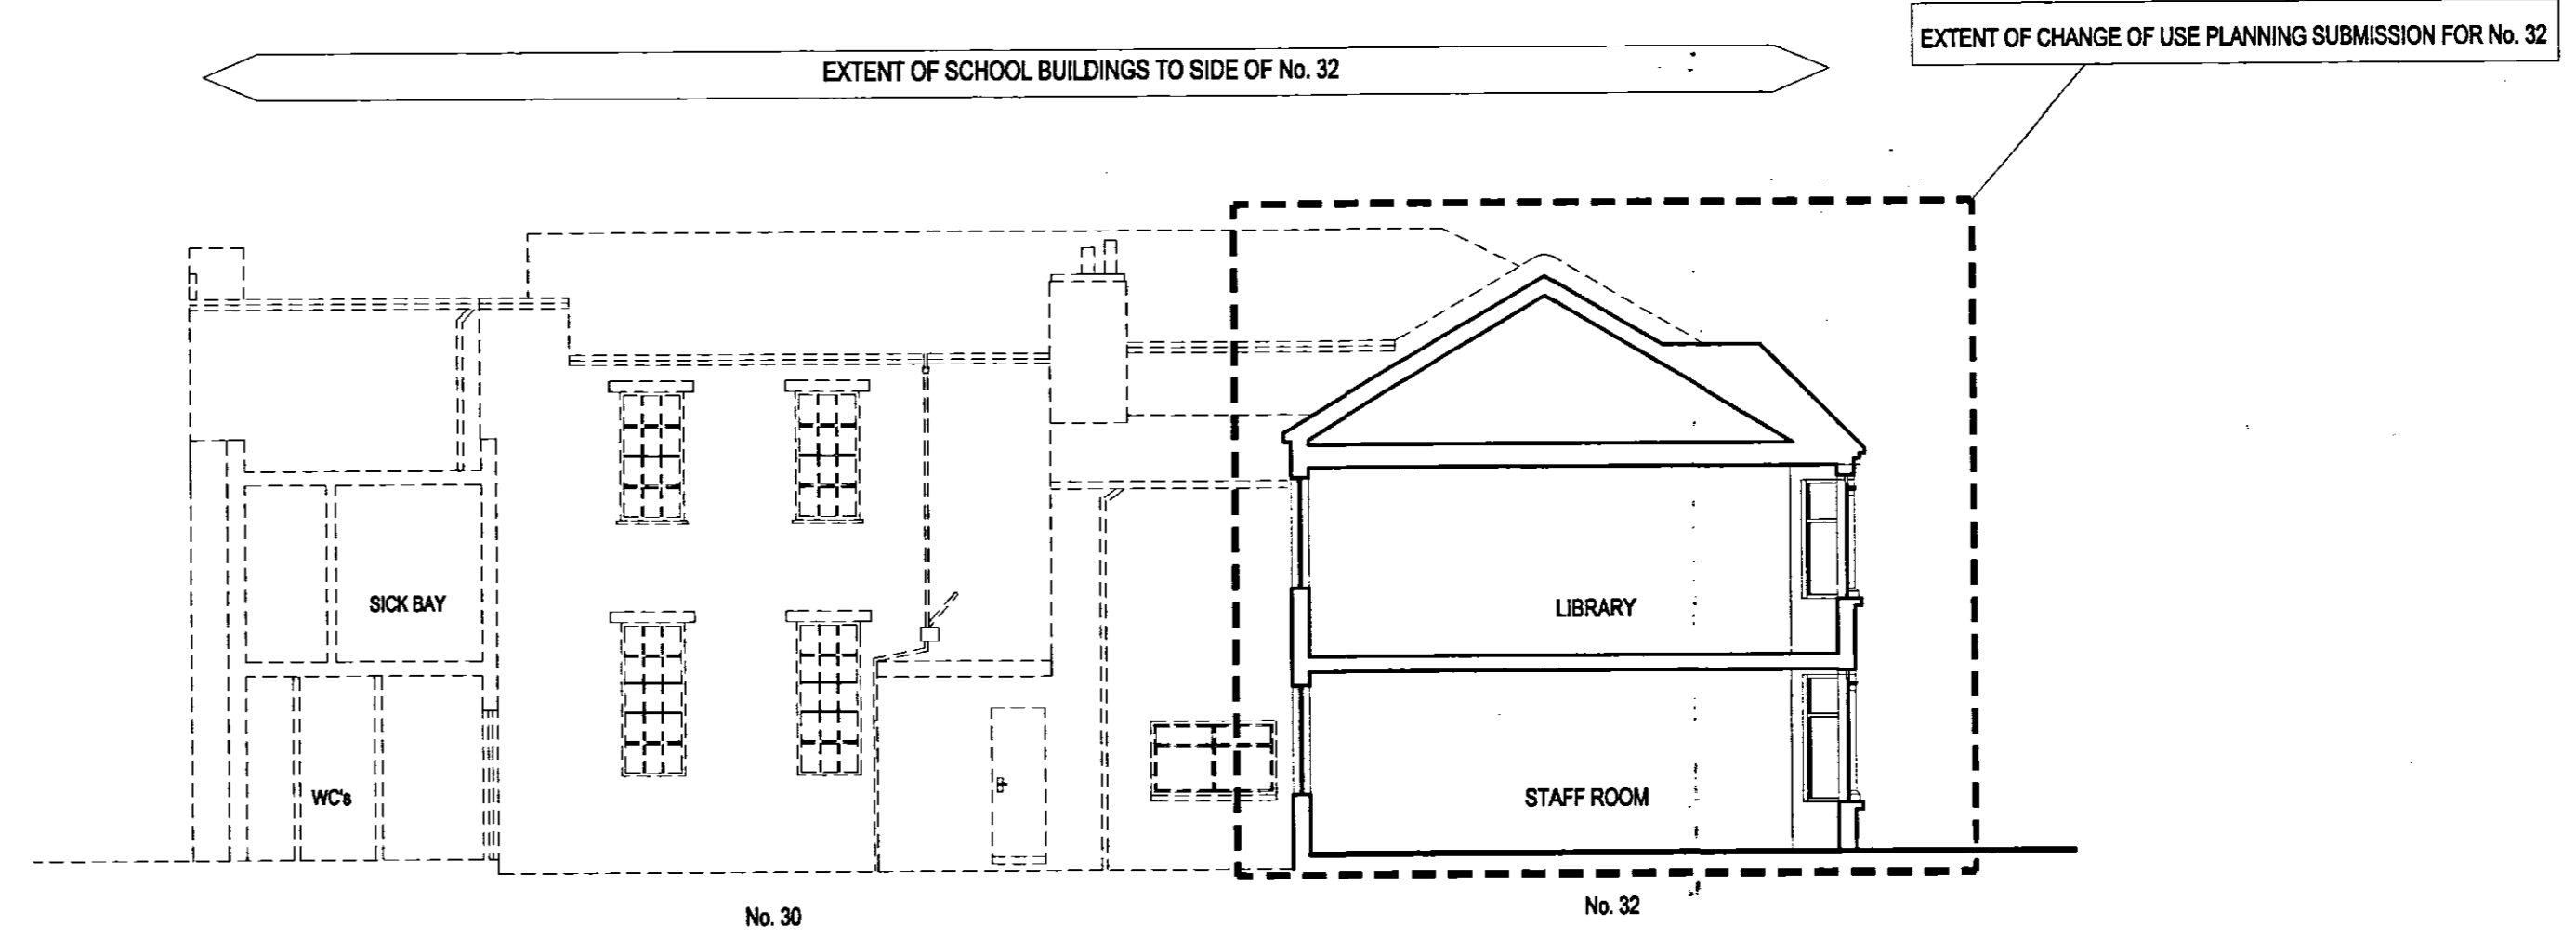 EXTENT OF CHANGE OF USE PLANNING SUBMISSION FOR No. 32
EXTENT OF SCHOOL BUILDINGS TO SIDE OF No. 32
SICK BAY
LIBRARY
WC's
STAFF ROOM
No. 30
No. 32